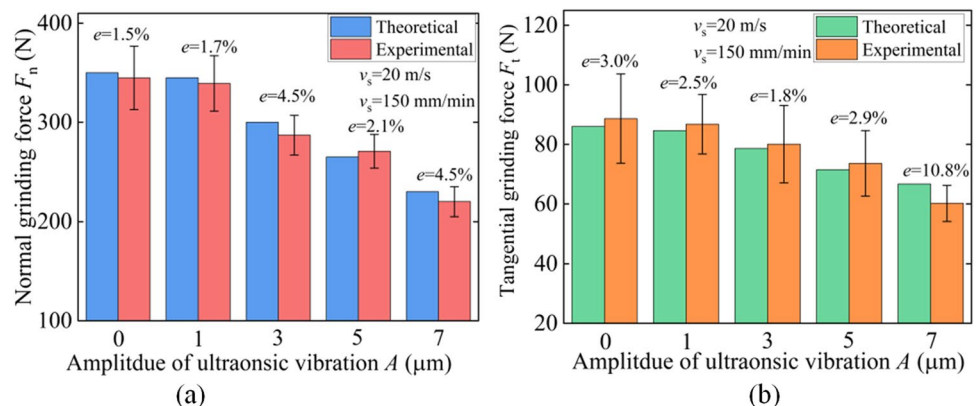 400
300
200
100
Normal grinding force Fn (N)
Theoretical
Experimental
vs=20 m/s
vs=150 mm/min
e=1.5%
e=1.7%
e=4.5%
e=2.1%
e=4.5%
0 1 3 5 7
Amplitdue of ultraonsic vibration A (μm)
(a)
120
100
80
60
40
20
Tangential grinding force Ft (N)
vs=20 m/s
vs=150 mm/min
Theoretical
Experimental
e=3.0%
e=2.5%
e=1.8%
e=2.9%
e=10.8%
0 1 3 5 7
Amplitdue of ultraonsic vibration A (μm)
(b)